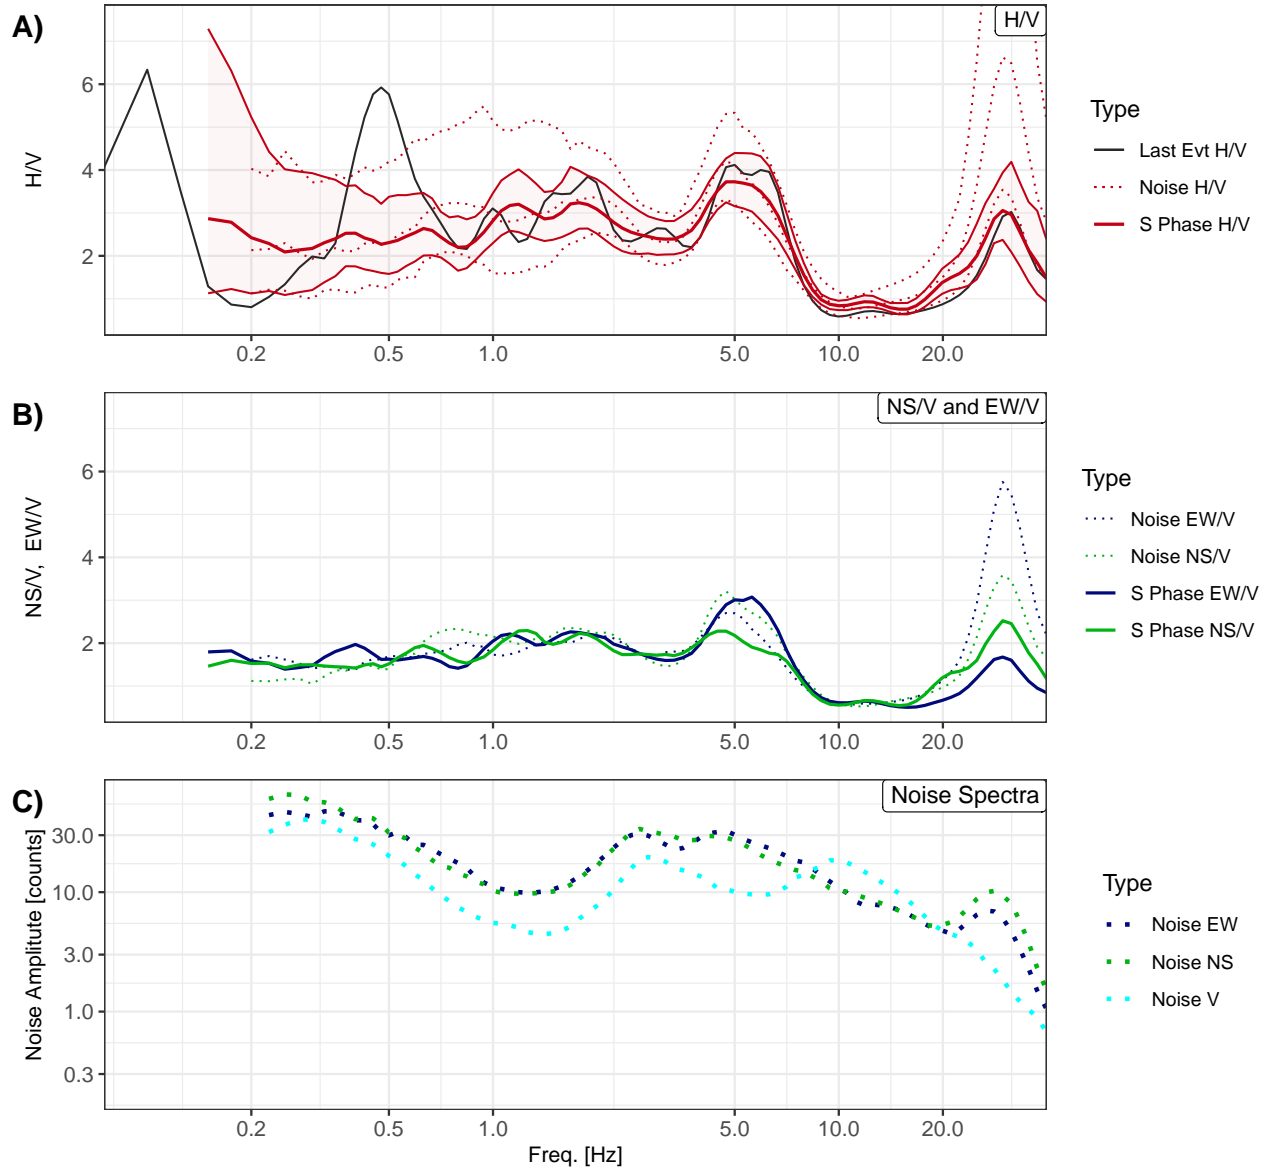 A)
H/V
6
4
2
H/V
0.2 0.5 1.0 5.0 10.0 20.0
Type
Last Evt H/V
Noise H/V
S Phase H/V
B)
NS/V and EW/V
6
4
2
NS/V, EW/V
0.2 0.5 1.0 5.0 10.0 20.0
Type
Noise EW/V
Noise NS/V
S Phase EW/V
S Phase NS/V
C)
Noise Spectra
30.0
10.0
3.0
1.0
0.3
Noise Amplitute [counts]
0.2 0.5 1.0 5.0 10.0 20.0
Freq. [Hz]
Type
Noise EW
Noise NS
Noise V